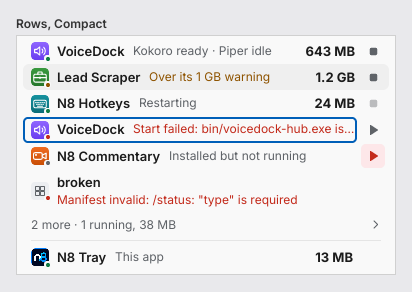 Rows, Compact
VoiceDock Kokoro ready · Piper idle 643 MB
Lead Scraper Over its 1 GB warning 1.2 GB
N8 Hotkeys Restarting 24 MB
VoiceDock Start failed: bin/voicedock-hub.exe is…
N8 Commentary Installed but not running
broken
Manifest invalid: /status: "type" is required
2 more · 1 running, 38 MB
n8 N8 Tray This app 13 MB